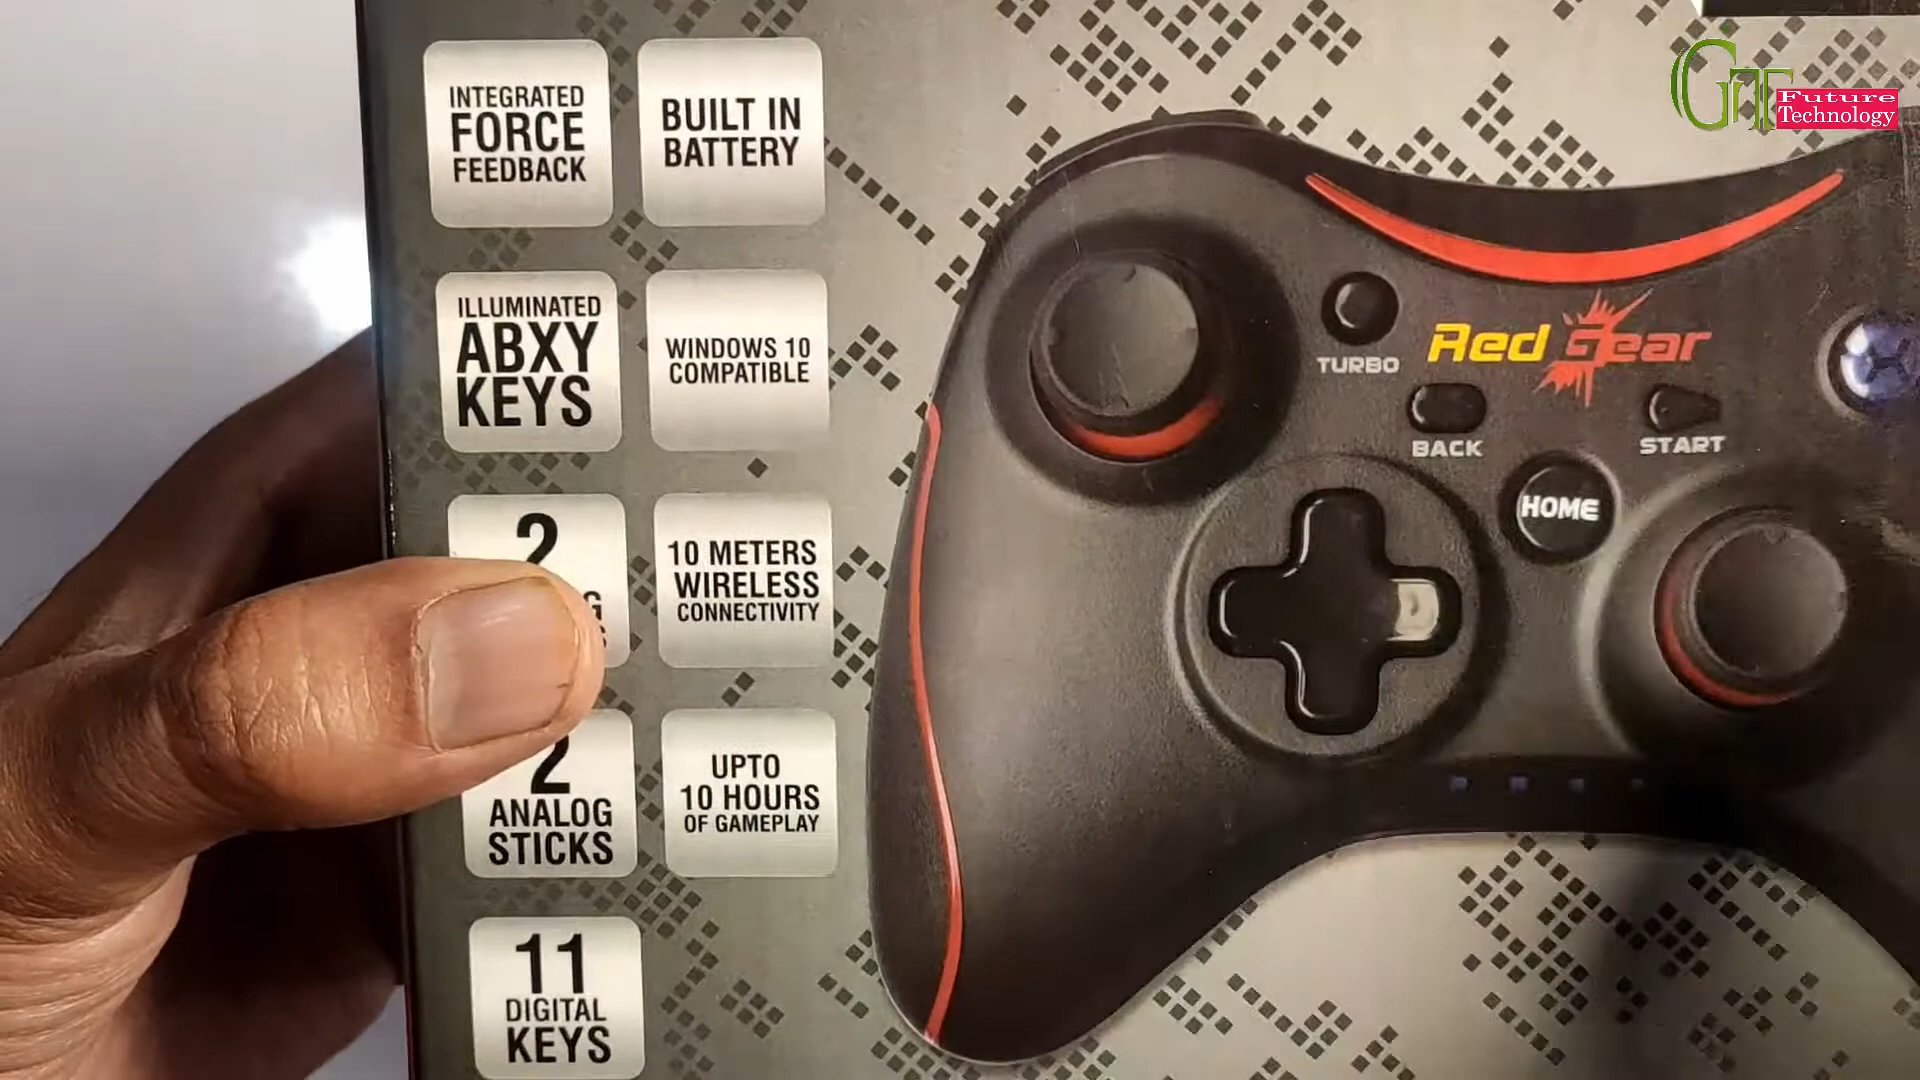 INTEGRATED
FORCE
FEEDBACK
BUILT IN
BATTERY
ILLUMINATED
ABXY
KEYS
WINDOWS 10
COMPATIBLE
2
10 METERS
WIRELESS
CONNECTIVITY
2
ANALOG
STICKS
UPTO
10 HOURS
OF GAMEPLAY
11
DIGITAL
KEYS
TURBO
Red Gear
BACK
START
HOME
X
GT Future
Technology